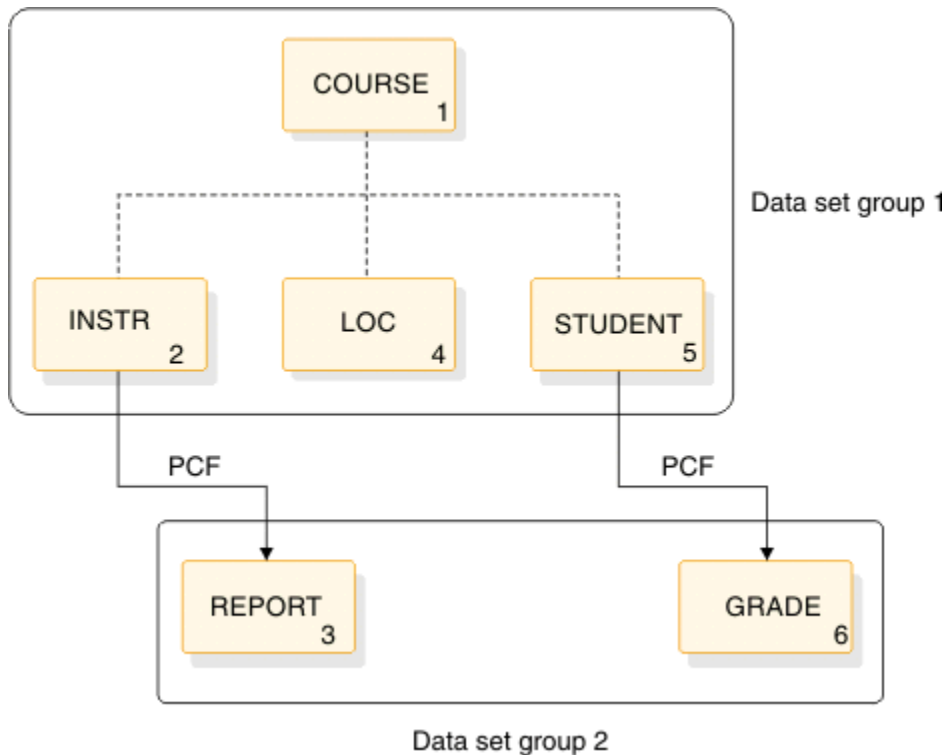 COURSE
1
Data set group 1
INSTR
2
LOC
4
STUDENT
5
PCF
PCF
REPORT
3
GRADE
6
Data set group 2